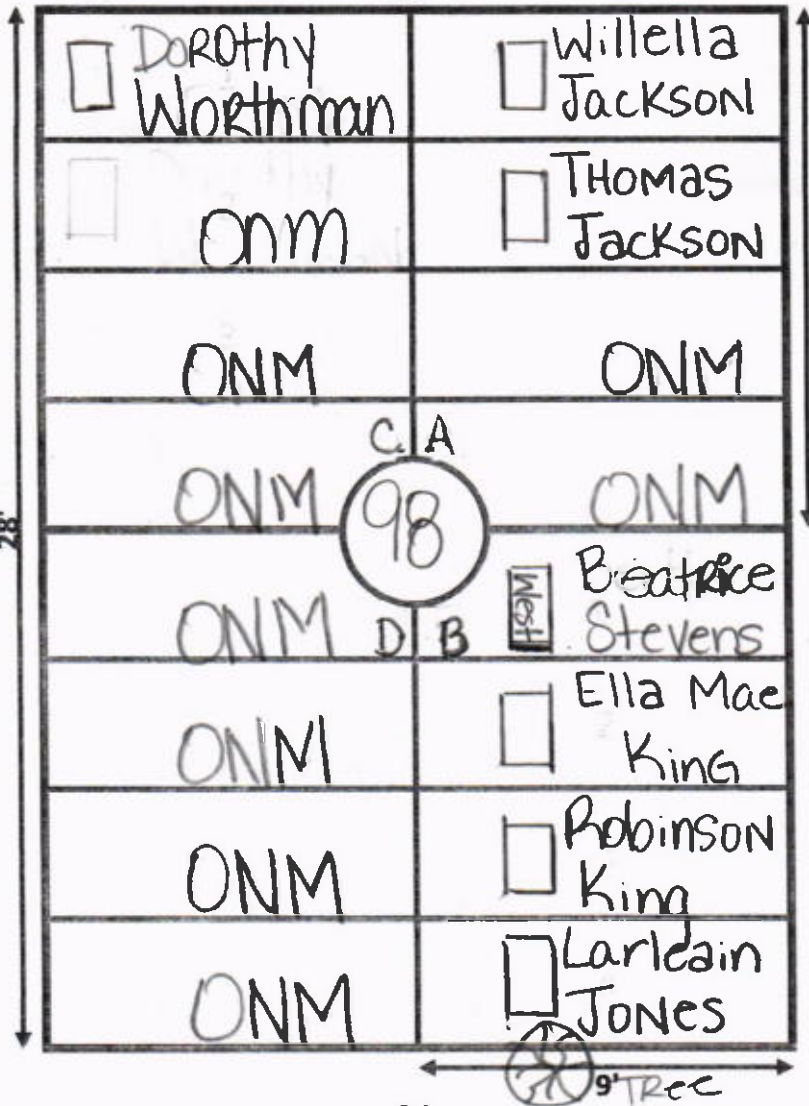 Dorothy
Worthman
Willella
Jackson
Onm
THOMas
Jackson
ONM
ONM
C. A
ONM
98
ONM
28'
ONM
D B
West
Beatrice
Stevens
ONM
Ella Mae
KinG
ONM
Robinson
King
ONM
Larleain
JONES
9' TRee